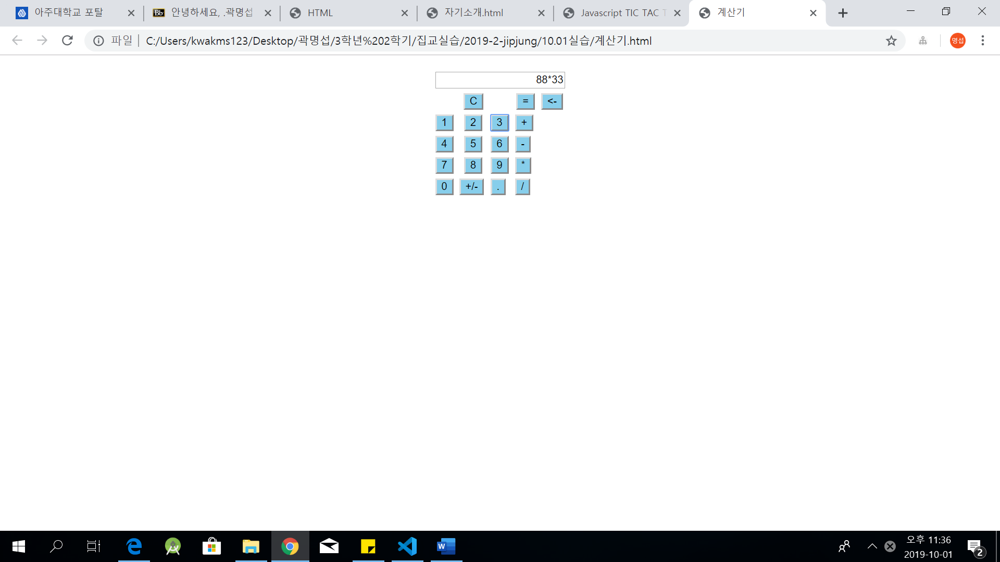 아주대학교 포탈
안녕하세요, .곽명섭
HTML
자기소개.html
Javascript TIC TAC T
계산기
파일
C:/Users/kwakms123/Desktop/곽명섭/3학년%202학기/집교실습/2019-2-jipjung/10.01실습/계산기.html
명섭
88*33
C = <-
1 2 3 +
4 5 6 -
7 8 9 *
0 +/- . /
오후 11:36
2019-10-01
2